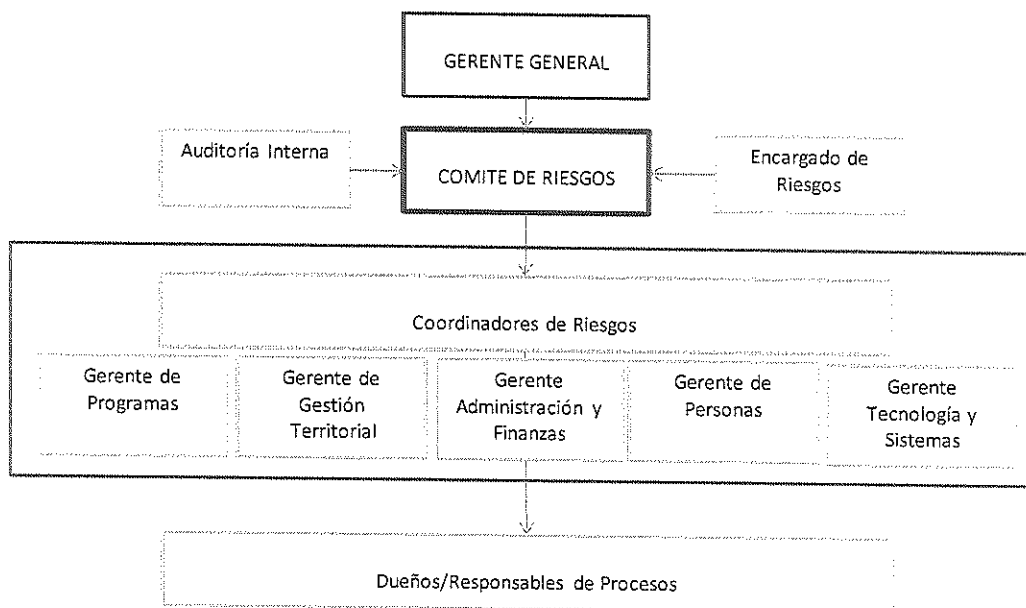 GERENTE GENERAL
Auditoría Interna
COMITE DE RIESGOS
Encargado de
Riesgos
Coordinadores de Riesgos
Gerente de
Programas
Gerente de
Gestión
Territorial
Gerente
Administración y
Finanzas
Gerente de
Personas
Gerente
Tecnología y
Sistemas
Dueños/Responsables de Procesos